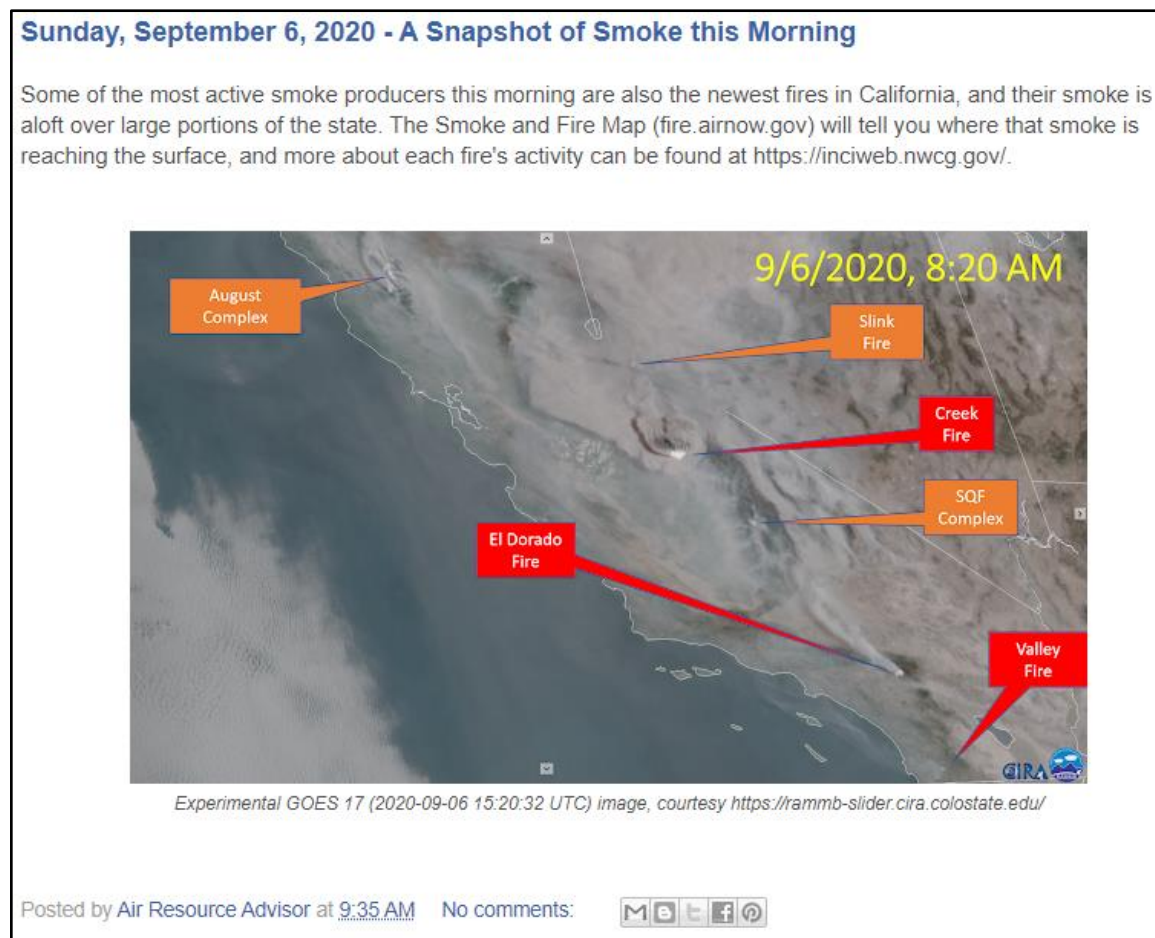 Sunday, September 6, 2020 - A Snapshot of Smoke this Morning
Some of the most active smoke producers this morning are also the newest fires in California, and their smoke is
aloft over large portions of the state. The Smoke and Fire Map (fire.airnow.gov) will tell you where that smoke is
reaching the surface, and more about each fire's activity can be found at https://inciweb.nwcg.gov/.
9/6/2020, 8:20 AM
August
Complex
Slink
Fire
Creek
Fire
SQF
Complex
El Dorado
Fire
Valley
Fire
CIRA
Experimental GOES 17 (2020-09-06 15:20:32 UTC) image, courtesy https://rammb-slider.cira.colostate.edu/
Posted by Air Resource Advisor at 9:35 AM No comments: